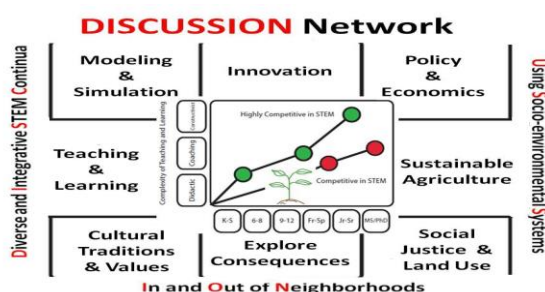 DISCUSSION Network
Modeling
&
Simulation
Innovation
Policy
&
Economics
Diverse and Integrative STEM Continua
Using Socio-environmental Systems
Complexity of Teaching and Learning
Coaching
Didactic
Highly Competitive in STEM
Competitive in STEM
Teaching
&
Learning
Sustainable
Agriculture
K-5
6-8
9-12
Fr-Sp
Jr-Sr
MS/PhD
Cultural
Traditions
& Values
Explore
Consequences
Social
Justice &
Land Use
In and Out of Neighborhoods